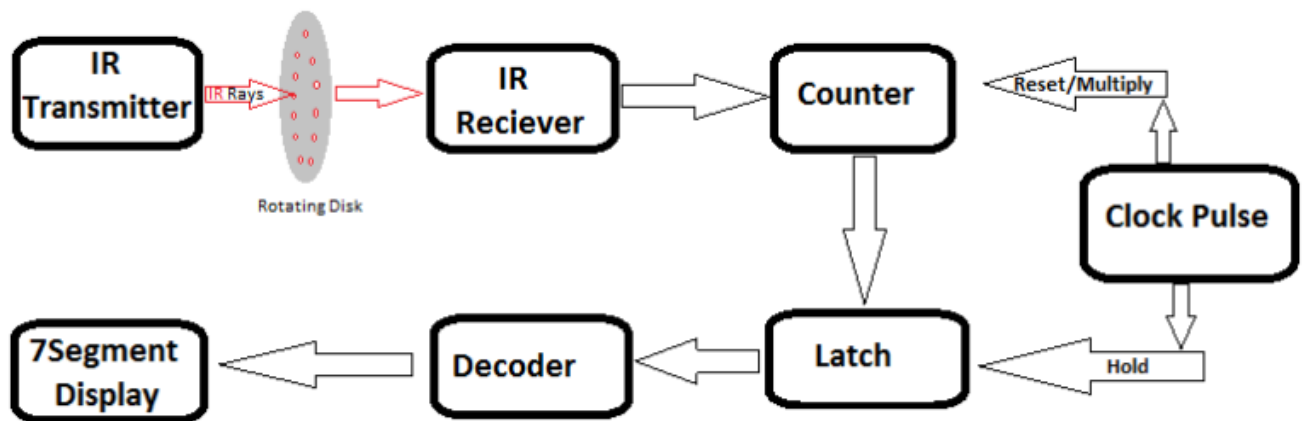 IR
Transmitter
IR Rays
Rotating Disk
IR
Reciever
Counter
Reset/Multiply
Clock Pulse
7Segment
Display
Decoder
Latch
Hold